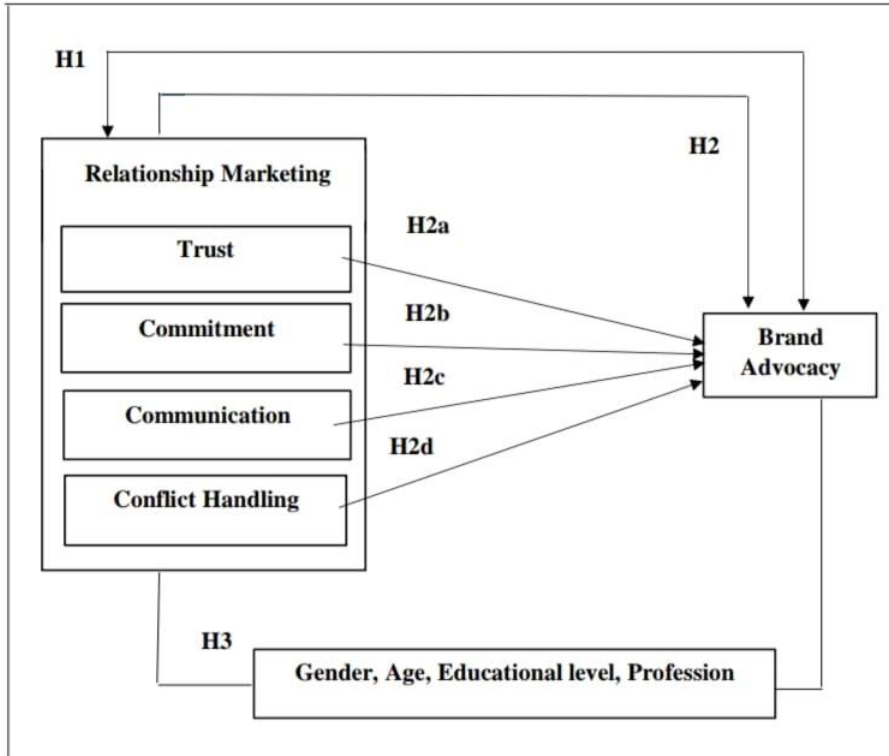 H1
H2
Relationship Marketing
H2a
Trust
H2b
Commitment
Brand
Advocacy
H2c
Communication
H2d
Conflict Handling
H3
Gender, Age, Educational level, Profession